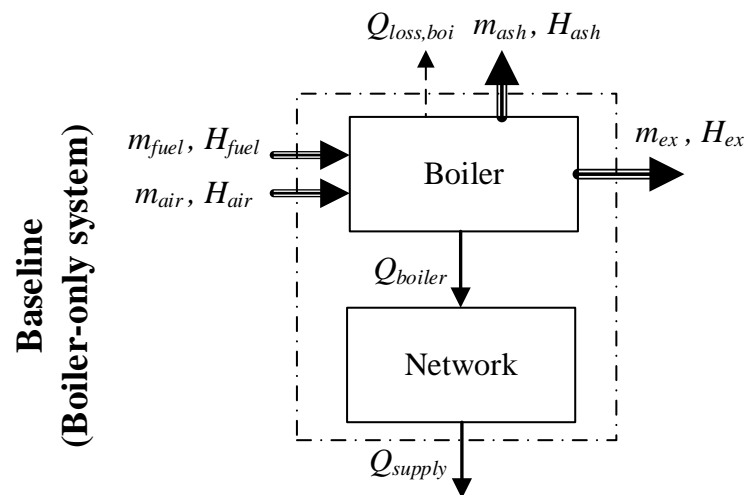 Q_loss,boi
m_ash, H_ash
m_fuel, H_fuel
m_air, H_air
Boiler
m_ex, H_ex
Q_boiler
Network
Q_supply
Baseline
(Boiler-only system)